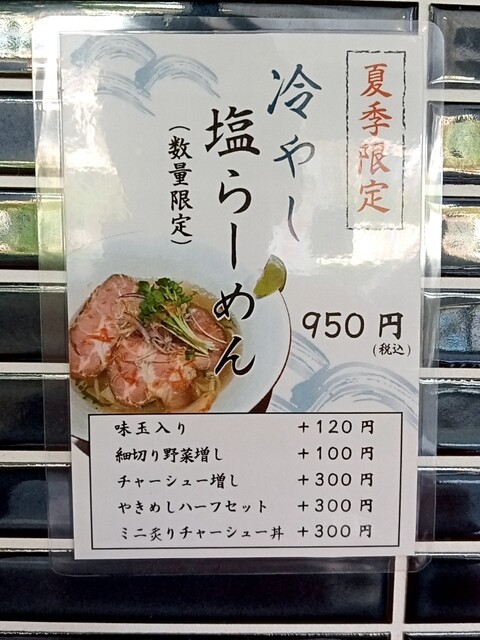 夏季限定
冷やし
塩らーめん
(数量限定)
950円
(税込)
味玉入り +120円
細切り野菜増し +100円
チャーシュー増し +300円
やきめしハーフセット +300円
ミニ炙りチャーシュー丼 +300円